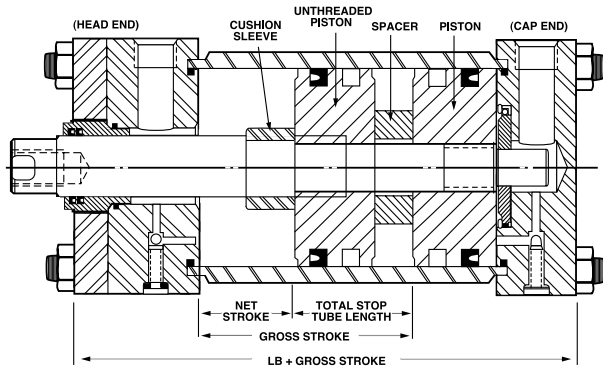 (HEAD END)
CUSHION
SLEEVE
UNTHREADED
PISTON
SPACER
PISTON
(CAP END)
NET
STROKE
TOTAL STOP
TUBE LENGTH
GROSS STROKE
LB + GROSS STROKE